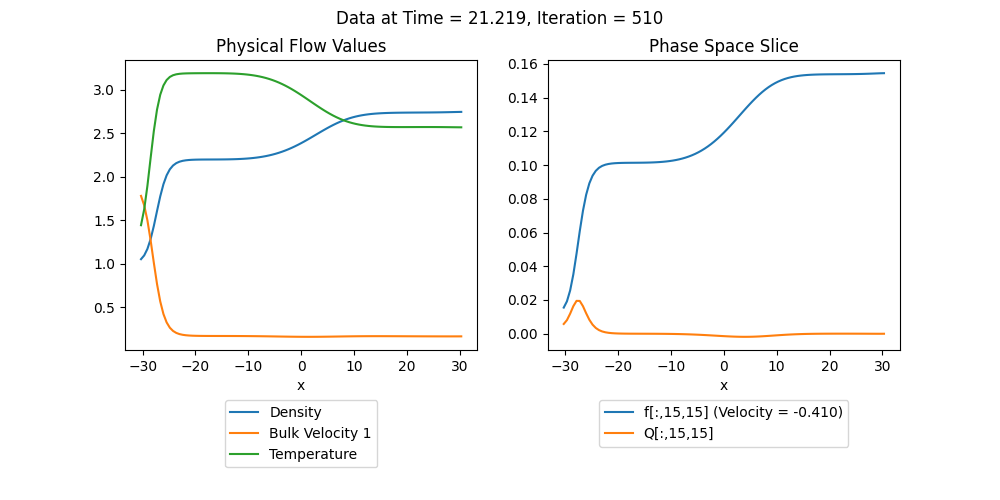 Data at Time = 21.219, Iteration = 510
Physical Flow Values
3.0
2.5
2.0
1.5
1.0
0.5
−30
−20
−10
0
10
20
30
x
Density
Bulk Velocity 1
Temperature
Phase Space Slice
0.16
0.14
0.12
0.10
0.08
0.06
0.04
0.02
0.00
−30
−20
−10
0
10
20
30
x
f[:,15,15] (Velocity = -0.410)
Q[:,15,15]